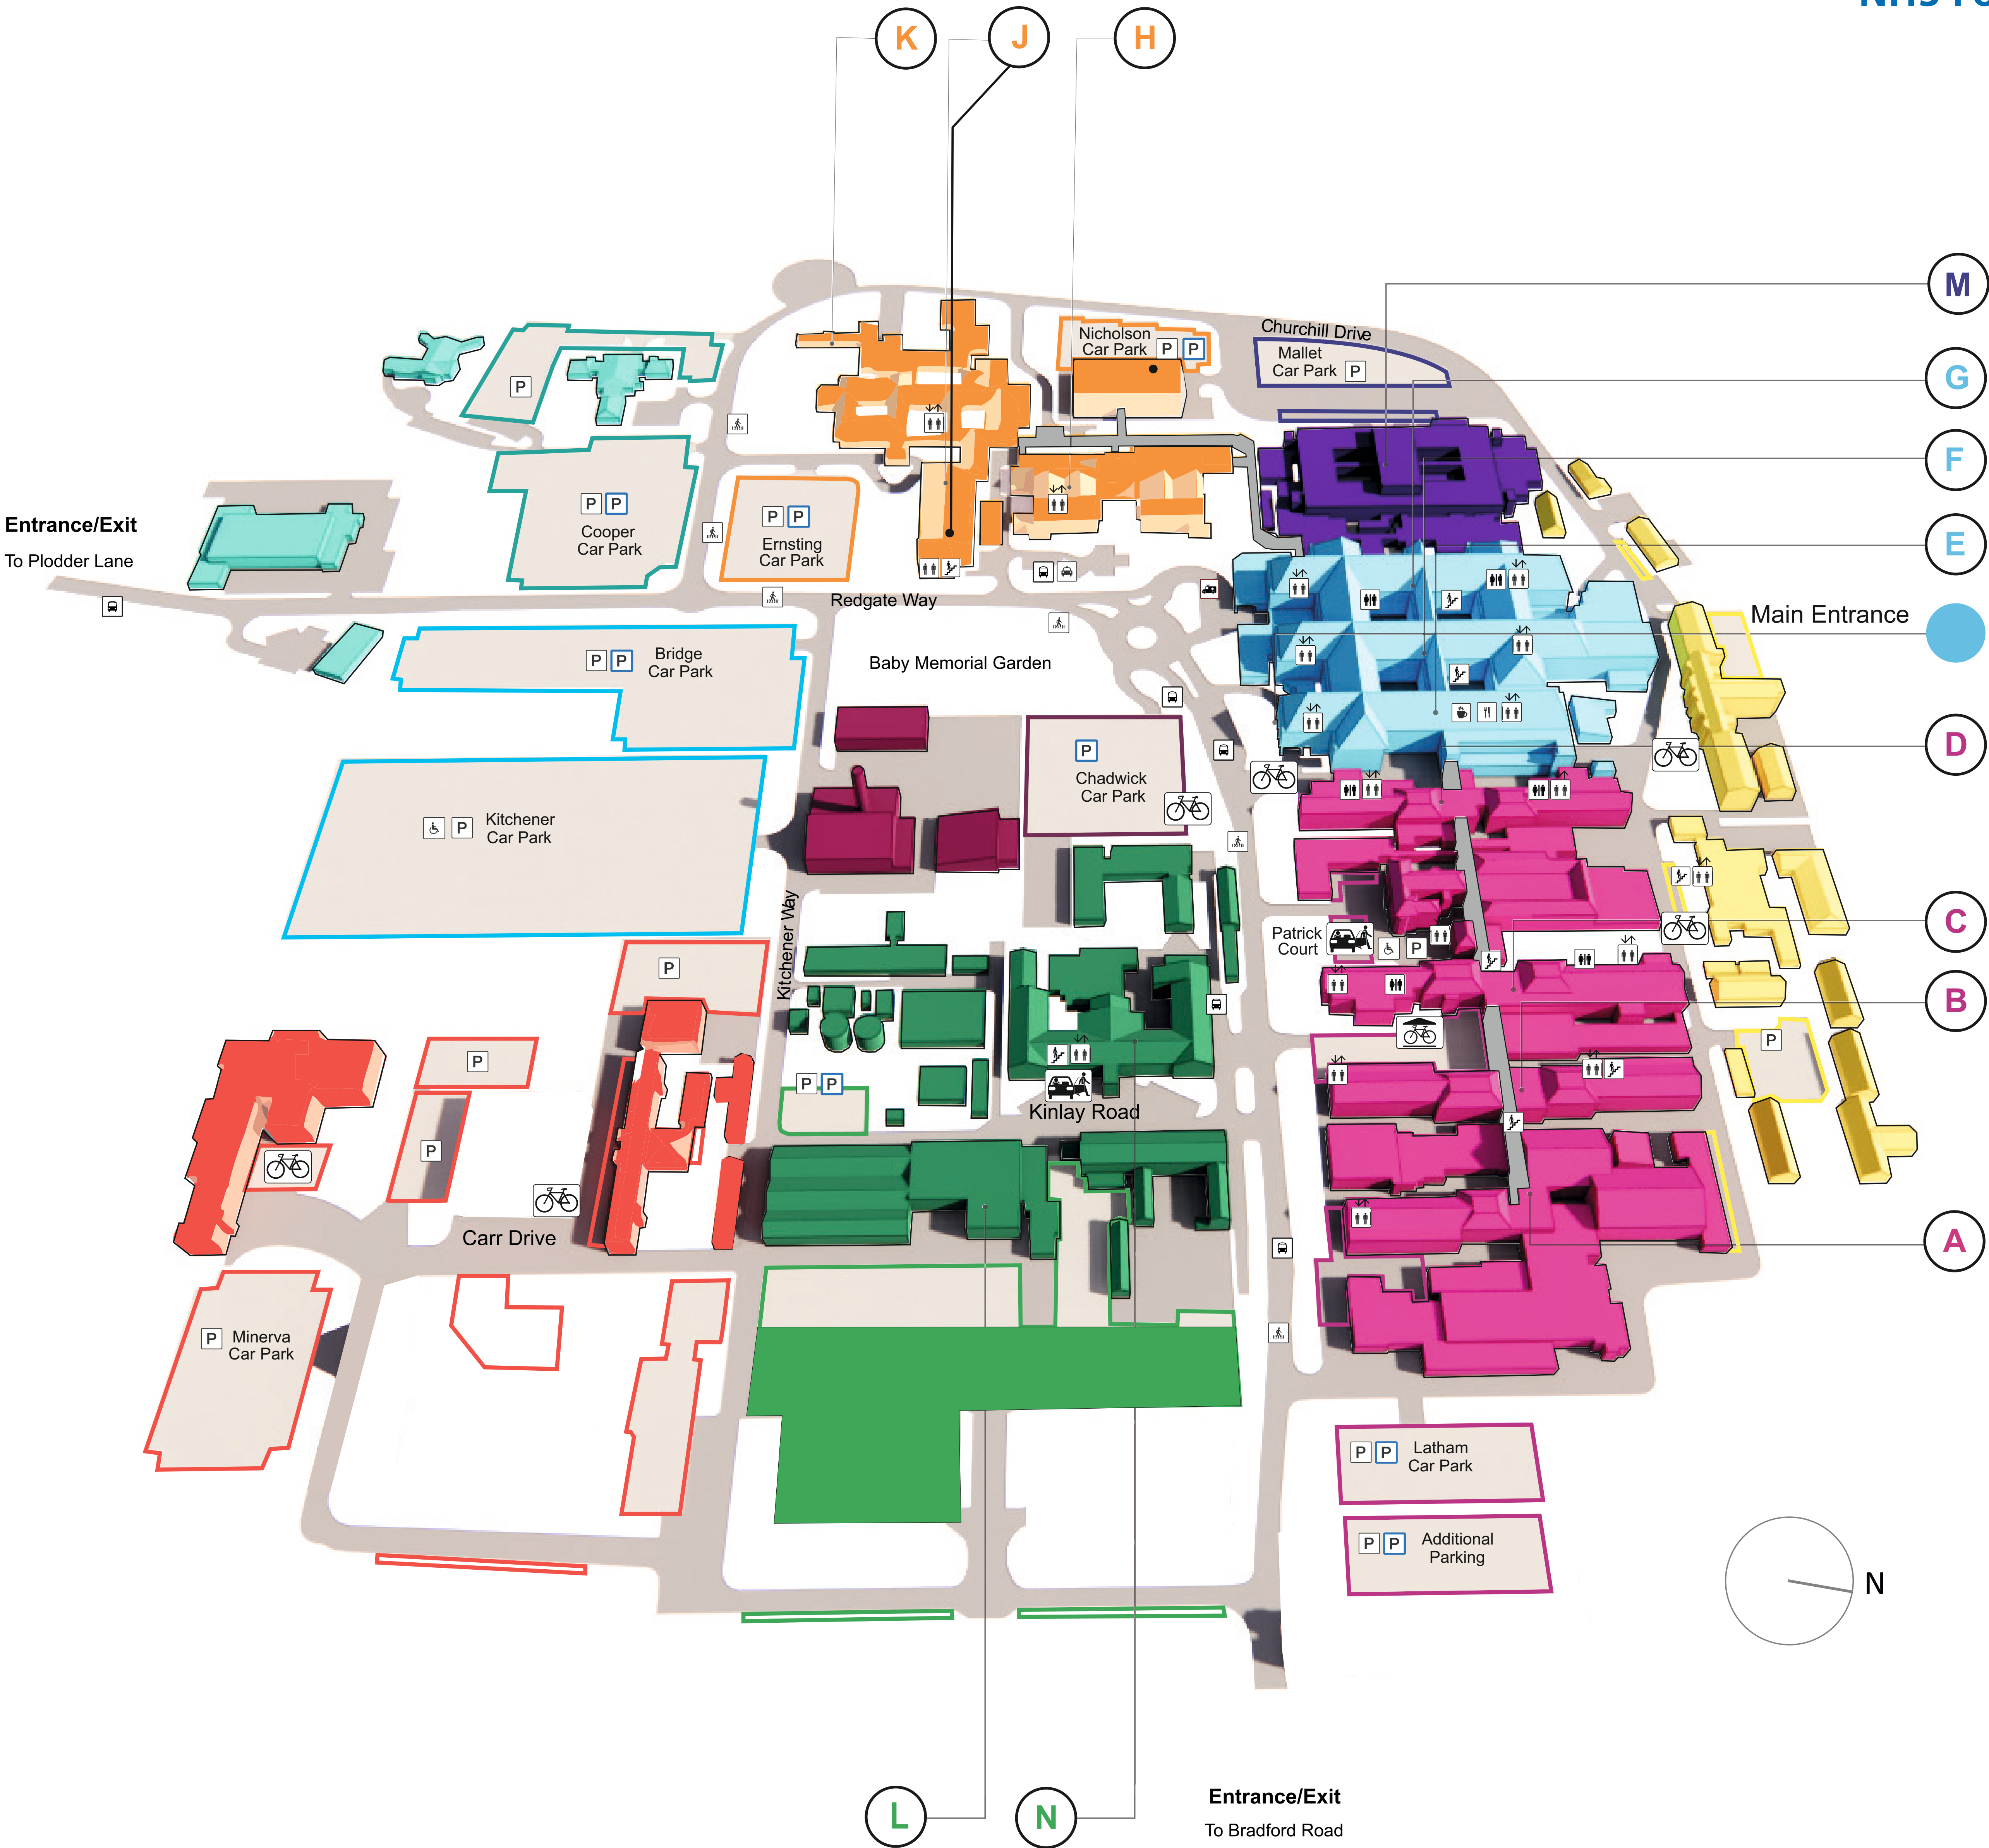 K
J
H
M
G
F
E
D
C
B
A
L
N
Churchill Drive
Nicholson
Car Park
P P
Mallet
Car Park P
P
P P
Cooper
Car Park
P P
Ernsting
Car Park
Entrance/Exit
To Plodder Lane
Redgate Way
Main Entrance
P P
Bridge
Car Park
Baby Memorial Garden
P
Chadwick
Car Park
P
Kitchener
Car Park
Kitchener Way
P
Patrick
Court
P
P
P P
P
P
Kinlay Road
Carr Drive
P
Minerva
Car Park
P P
Latham
Car Park
P P
Additional
Parking
N
Entrance/Exit
To Bradford Road